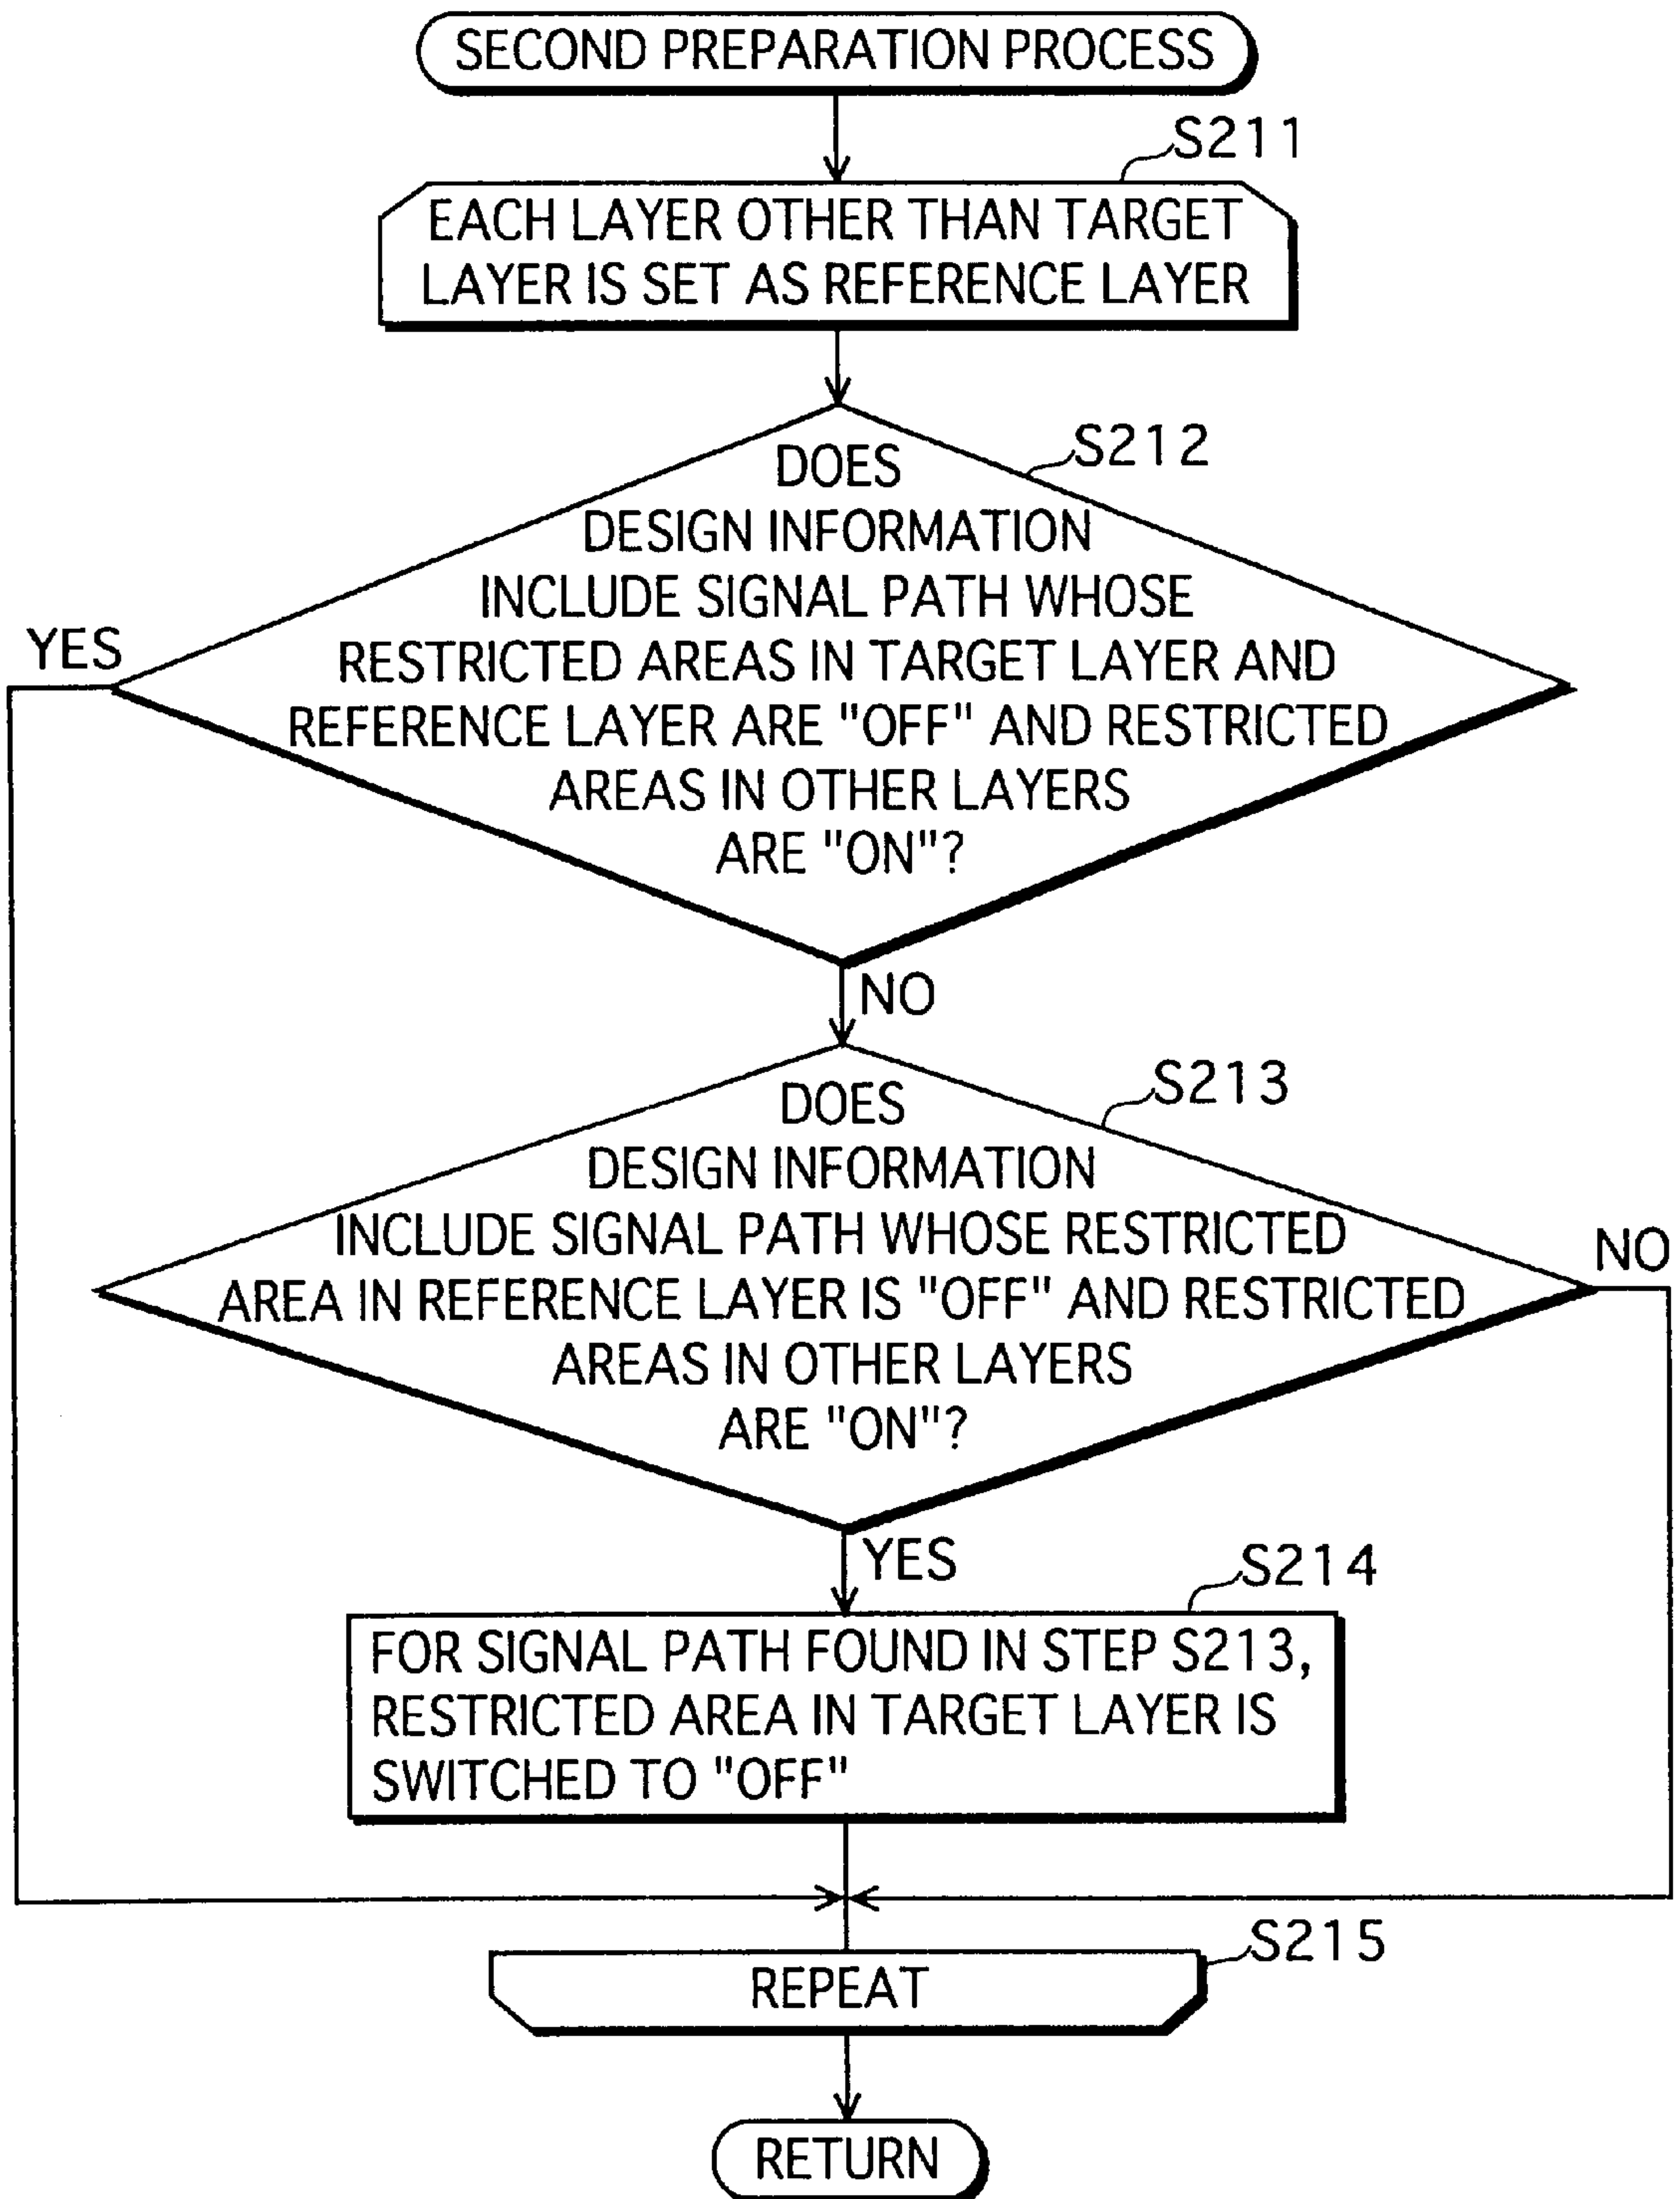 SECOND PREPARATION PROCESS
S211
EACH LAYER OTHER THAN TARGET
LAYER IS SET AS REFERENCE LAYER
S212
DOES
DESIGN INFORMATION
INCLUDE SIGNAL PATH WHOSE
YES
RESTRICTED AREAS IN TARGET LAYER AND
REFERENCE LAYER ARE "OFF" AND RESTRICTED
AREAS IN OTHER LAYERS
ARE "ON"?
NO
S213
DOES
DESIGN INFORMATION
INCLUDE SIGNAL PATH WHOSE RESTRICTED
NO
AREA IN REFERENCE LAYER IS "OFF" AND RESTRICTED
AREAS IN OTHER LAYERS
ARE "ON"?
YES
S214
FOR SIGNAL PATH FOUND IN STEP S213,
RESTRICTED AREA IN TARGET LAYER IS
SWITCHED TO "OFF"
S215
REPEAT
RETURN